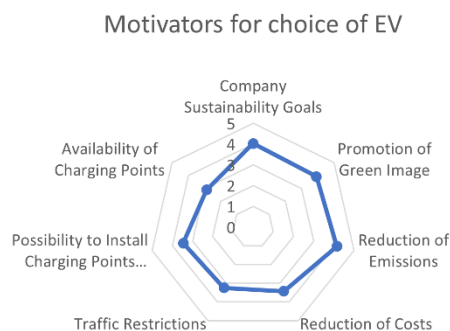 Motivators for choice of EV
Company
Sustainability Goals
Promotion of
Green Image
Reduction of
Emissions
Reduction of Costs
Traffic Restrictions
Possibility to Install
Charging Points...
Availability of
Charging Points
5
4
3
2
1
0